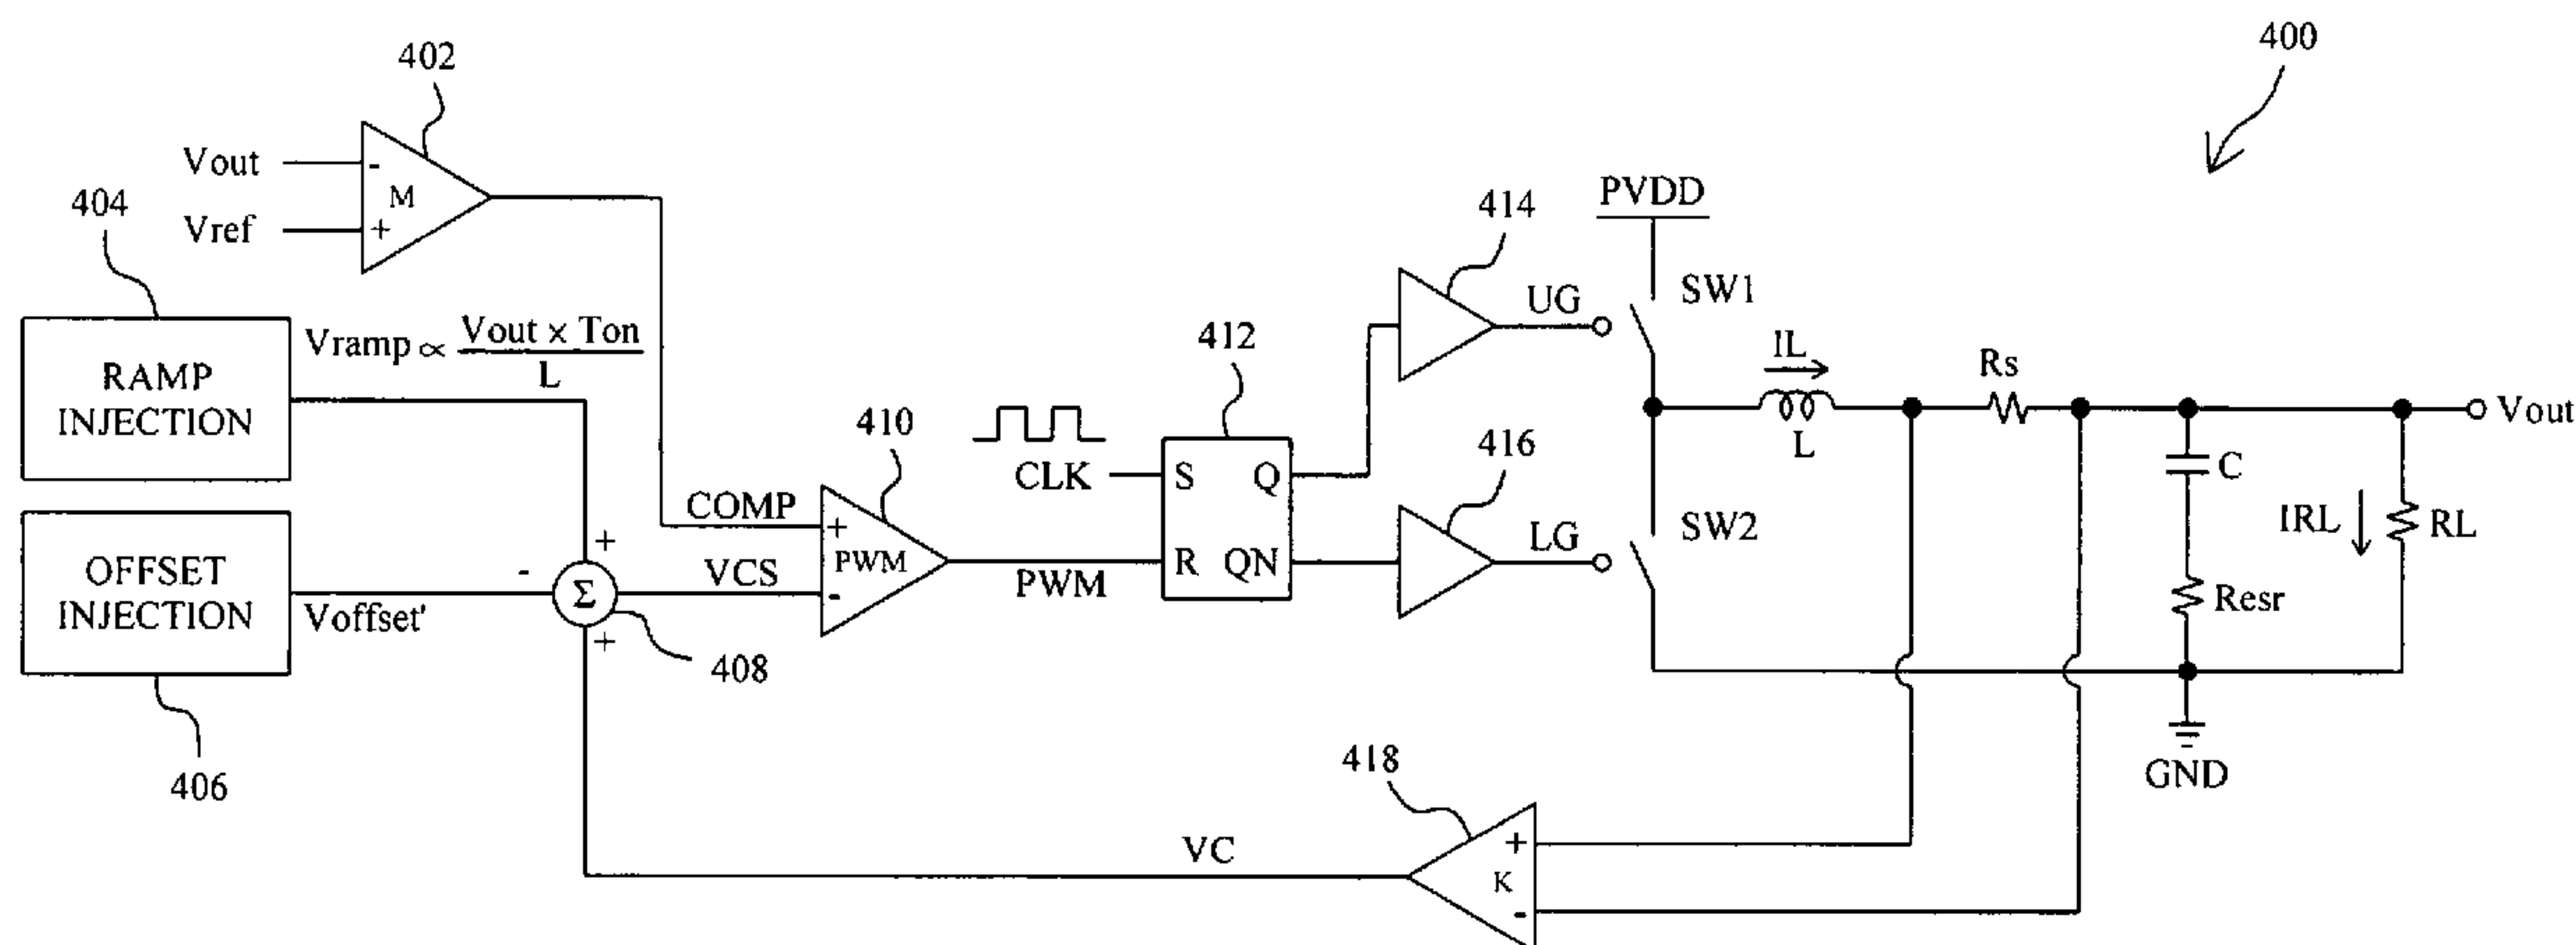 400
402
Vout
-
M
Vref
+
404
RAMP
INJECTION
Vramp ∝ Vout × Ton
L
OFFSET
INJECTION
Voffset'
406
+
-
Σ
+
408
COMP
VCS
410
+
PWM
-
PWM
CLK
412
S Q
R QN
414
UG
416
LG
PVDD
SW1
SW2
IL
L
Rs
Vout
C
Resr
IRL
RL
GND
418
+
K
-
VC